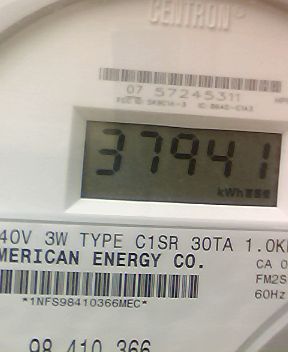 CENTRON®
07 57245311
37941
kWh
40V 3W TYPE C1SR 30TA 1.0K
MERICAN ENERGY CO.
CA 0
FM2S
60Hz
*1NFS98410366MEC*
98 410 366